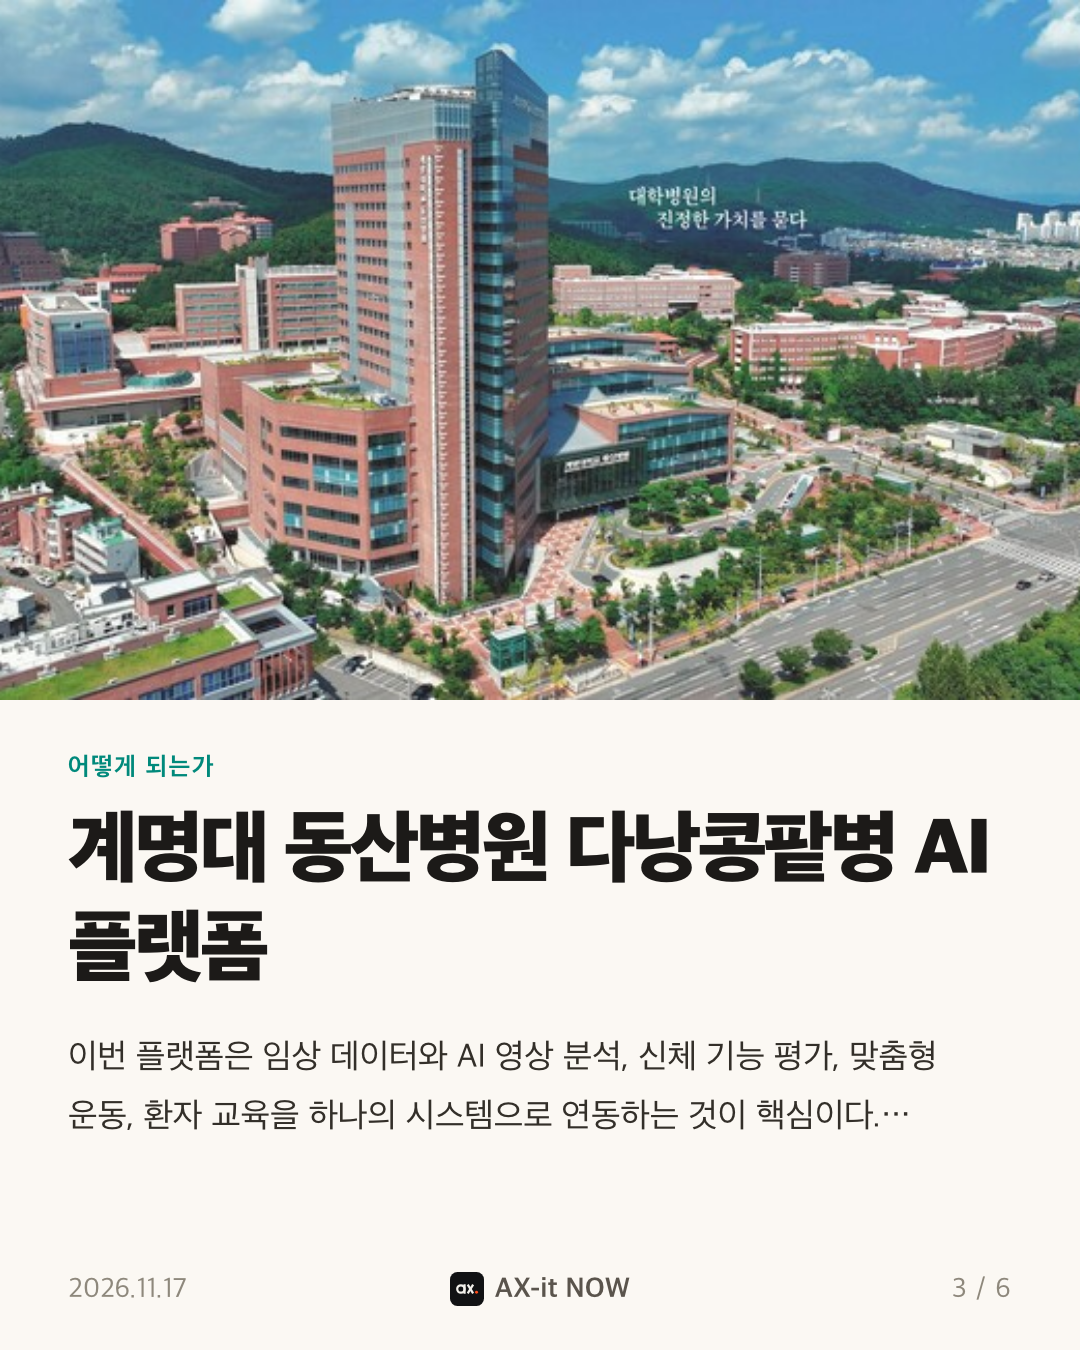 대학병원의
진정한 가치를 묻다
어떻게 되는가
계명대 동산병원 다낭콩팥병 AI
플랫폼
이번 플랫폼은 임상 데이터와 AI 영상 분석, 신체 기능 평가, 맞춤형
운동, 환자 교육을 하나의 시스템으로 연동하는 것이 핵심이다.…
2026.11.17
ax.
AX-it NOW
3 / 6